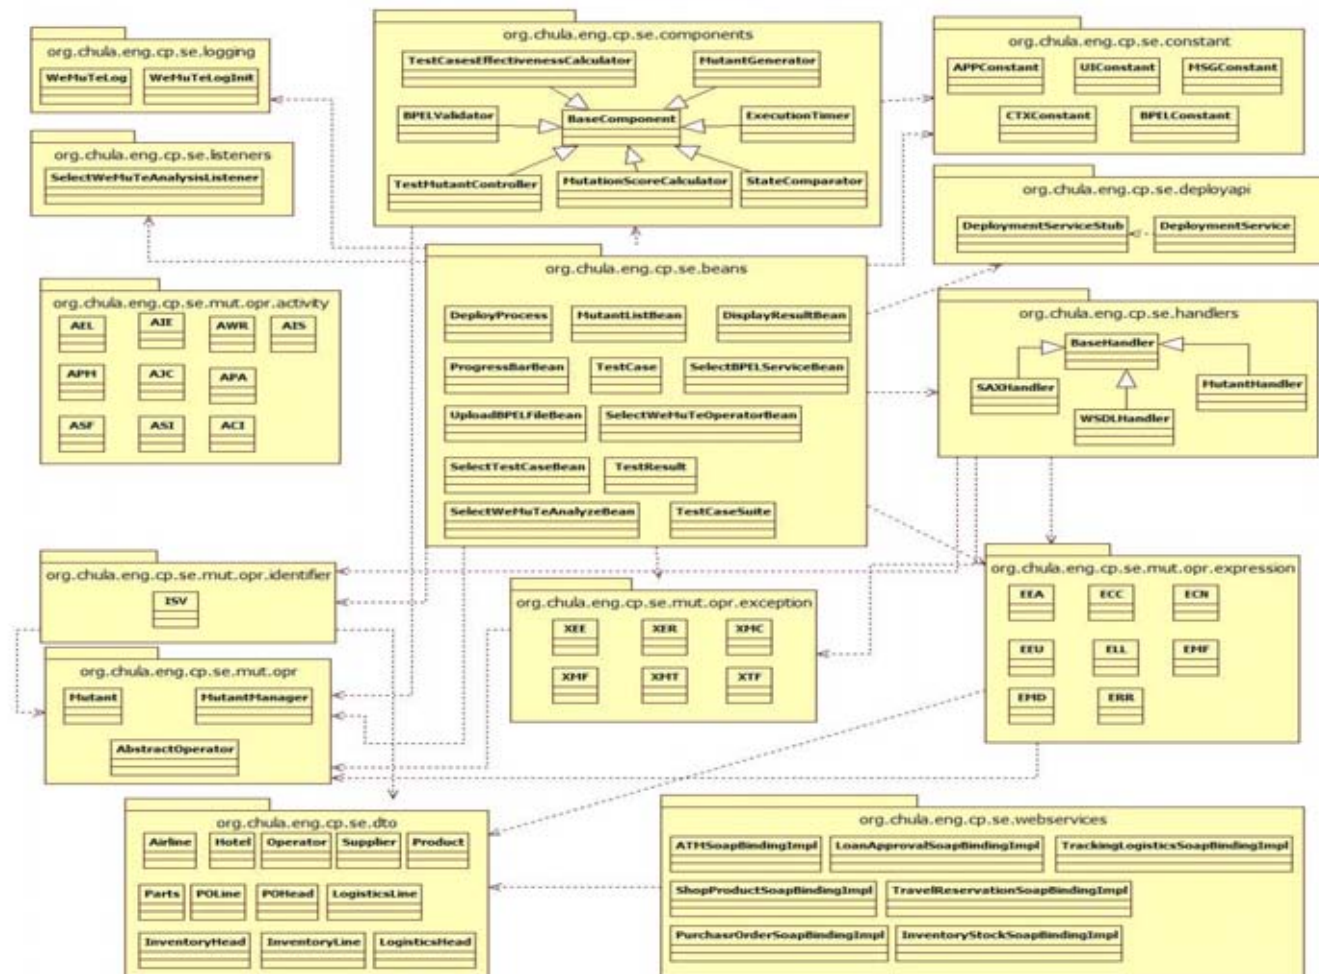 org.chula.eng.cp.se.logging
WeMuTeLog WeMuTeLogInit
org.chula.eng.cp.se.listeners
SelectWeMuTeAnalysisListener
org.chula.eng.cp.se.components
TestCasesEffectivenessCalculator MutantGenerator
BPELValidator BaseComponent ExecutionTimer
TestMutantController MutationScoreCalculator StateComparator
org.chula.eng.cp.se.constant
APPConstant UIConstant MSGConstant
CTXConstant BPELConstant
org.chula.eng.cp.se.deployapi
DeploymentServiceStub DeploymentService
org.chula.eng.cp.se.mut.opr.activity
AEL AIE AWR AIS
APM AJC APA
ASF ASI ACI
org.chula.eng.cp.se.beans
DeployProcess MutantListBean DisplayResultBean
ProgressBarBean TestCase SelectBPELServiceBean
UploadBPELFileBean SelectWeMuTeOperatorBean
SelectTestCaseBean TestResult
SelectWeMuTeAnalyzeBean TestCaseSuite
org.chula.eng.cp.se.handlers
BaseHandler
SAXHandler MutantHandler
WSDLHandler
org.chula.eng.cp.se.mut.opr.identifier
ISV
org.chula.eng.cp.se.mut.opr
Mutant MutantManager
AbstractOperator
org.chula.eng.cp.se.mut.opr.exception
XEE XER XMC
XMF XMT XTF
org.chula.eng.cp.se.mut.opr.expression
EEA ECC ECN
EEU ELL EMF
EMD ERR
org.chula.eng.cp.se.dto
Airline Hotel Operator Supplier Product
Parts POLine POHead LogisticsLine
InventoryHead InventoryLine LogisticsHead
org.chula.eng.cp.se.webservices
ATMSoapBindingImpl LoanApprovalSoapBindingImpl TrackingLogisticsSoapBindingImpl
ShopProductSoapBindingImpl TravelReservationSoapBindingImpl
PurchasrOrderSoapBindingImpl InventoryStockSoapBindingImpl